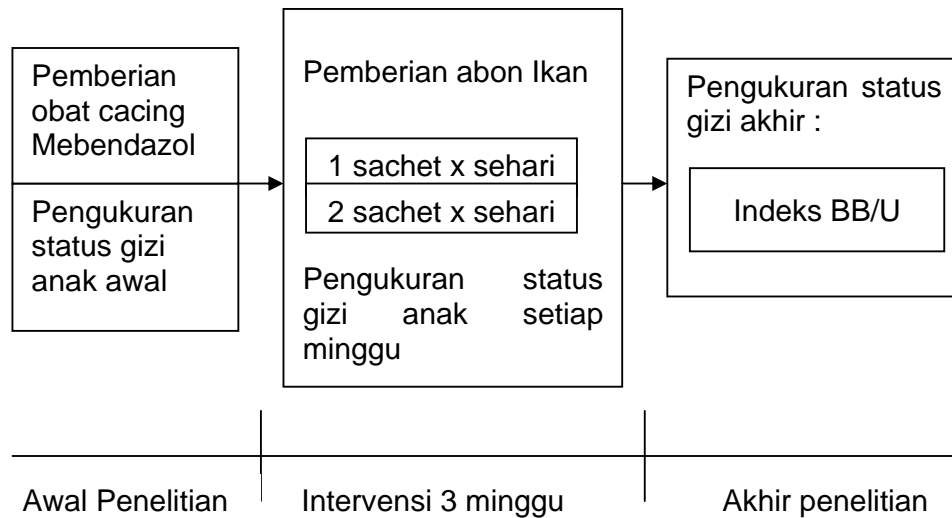 Pemberian
obat cacing
Mebendazol
Pengukuran
status gizi
anak awal
Pemberian abon Ikan
1 sachet x sehari
2 sachet x sehari
Pengukuran status
gizi anak setiap
minggu
Pengukuran status
gizi akhir :
Indeks BB/U
Awal Penelitian
Intervensi 3 minggu
Akhir penelitian